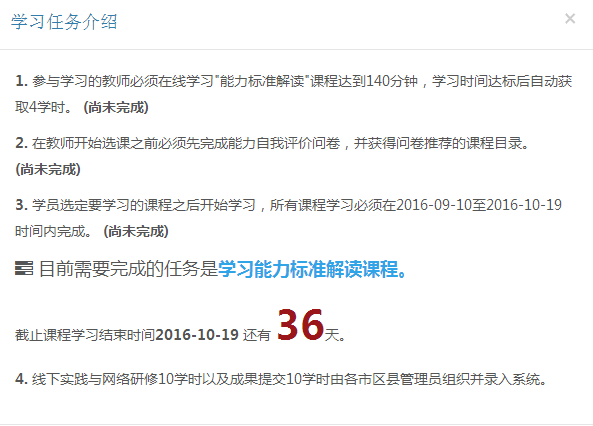 学习任务介绍
×
1. 参与学习的教师必须在线学习"能力标准解读"课程达到140分钟，学习时间达标后自动获
取4学时。 (尚未完成)
2. 在教师开始选课之前必须先完成能力自我评价问卷，并获得问卷推荐的课程目录。
(尚未完成)
3. 学员选定要学习的课程之后开始学习，所有课程学习必须在2016-09-10至2016-10-19
时间内完成。 (尚未完成)
目前需要完成的任务是学习能力标准解读课程。
截止课程学习结束时间2016-10-19 还有 36天。
4. 线下实践与网络研修10学时以及成果提交10学时由各市区县管理员组织并录入系统。